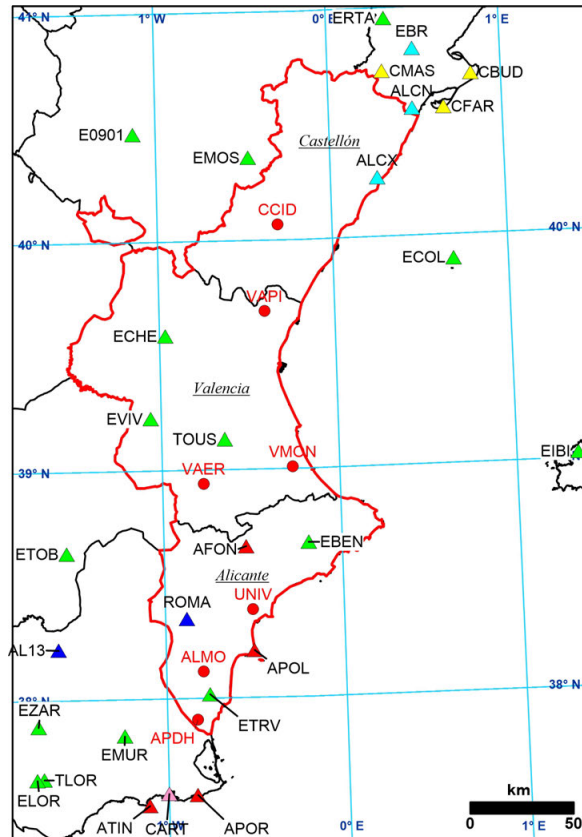 41° N
1° W
0° E
1° E
ERTA
EBR
CMAS
CBUD
ALCN
CFAR
E0901
EMOS
Castellón
ALCX
CCID
40° N
40° N
ECOL
VAPI
ECHE
Valencia
EVIV
TOUS
VMON
EIBI
39° N
VAER
39° N
AFON
EBEN
ETOB
Alicante
ROMA
UNIV
AL13
APOL
ALMO
38° N
38° N
EZAR
ETRV
APDH
EMUR
TLOR
km
ELOR
ATIN
CART
APOR
50
1° W
0° E
1° E